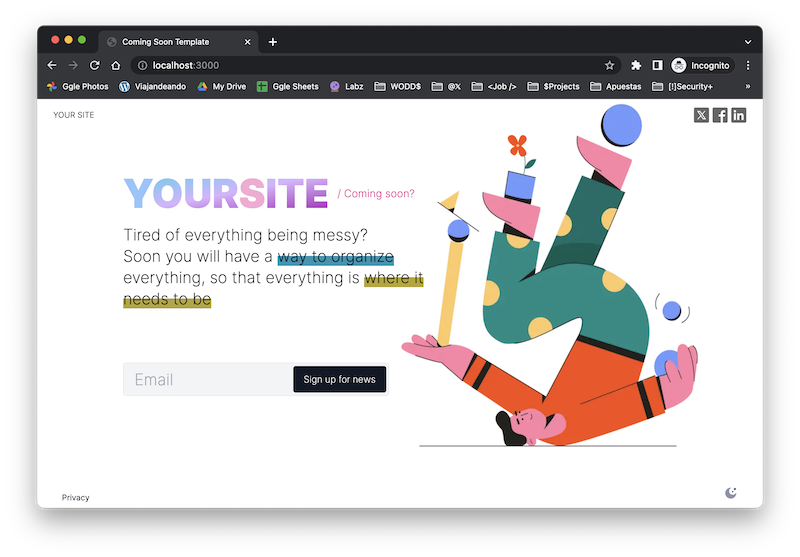 Coming Soon Template
localhost:3000
Incognito
Ggle Photos
Viajandeando
My Drive
Ggle Sheets
Labz
WODD$
@X
<Job />
$Projects
Apuestas
[!]Security+
»
YOUR SITE
YOURSITE / Coming soon?
Tired of everything being messy?
Soon you will have a way to organize
everything, so that everything is where it
needs to be
Email
Sign up for news
Privacy